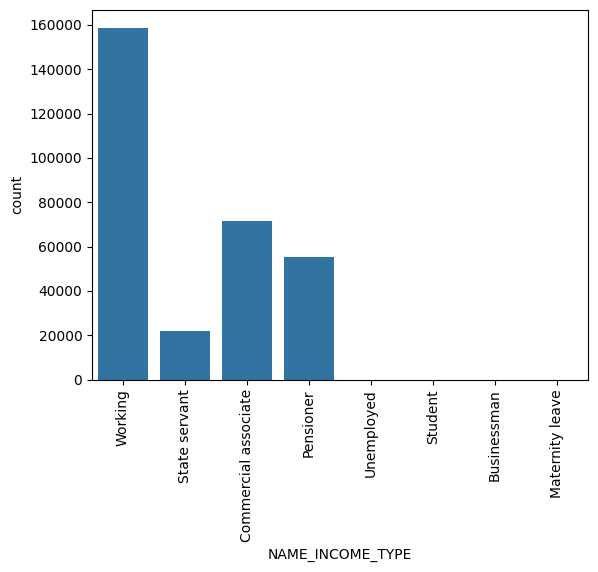 160000
140000
120000
100000
80000
60000
40000
20000
0
count
Working
State servant
Commercial associate
Pensioner
Unemployed
Student
Businessman
Maternity leave
NAME_INCOME_TYPE